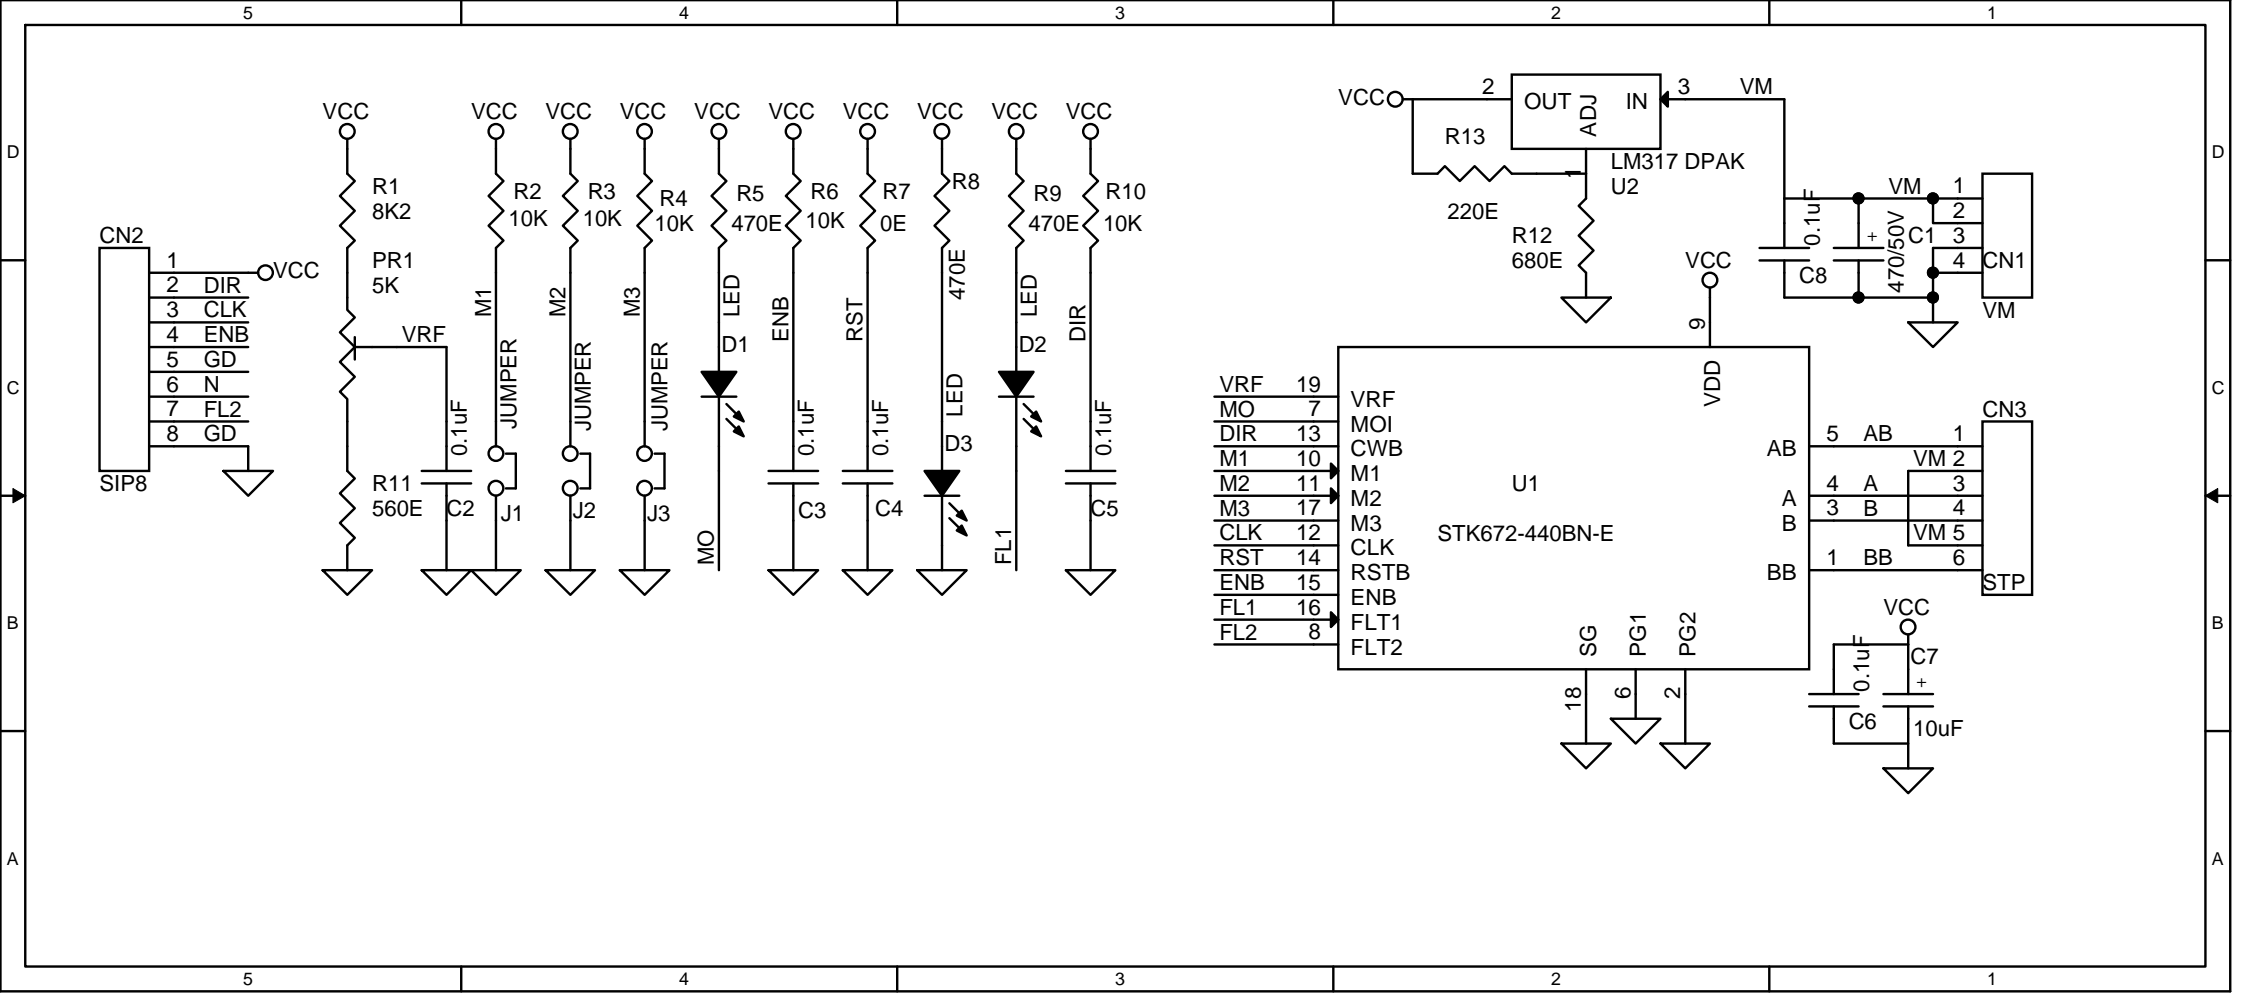 5 4 3 2 1
D
C
B
A
D
C
B
A
5 4 3 2 1
CN2
1
VCC
2 DIR
3 CLK
4 ENB
5 GD
6 N
7 FL2
8 GD
SIP8
VCC
R1
8K2
PR1
5K
VRF
R11
560E
0.1uF
C2
VCC
R2
10K
M1
JUMPER
J1
VCC
R3
10K
M2
JUMPER
J2
VCC
R4
10K
M3
JUMPER
J3
VCC
R5
470E
LED
D1
MO
VCC
R6
10K
ENB
0.1uF
C3
VCC
R7
0E
RST
0.1uF
C4
VCC
R8
470E
LED
D3
VCC
R9
470E
LED
D2
FL1
VCC
R10
10K
DIR
0.1uF
C5
VCC
2
OUT ADJ IN
3 VM
R13
1
LM317 DPAK
U2
220E
R12
680E
VM 1
2
3
4
CN1
VM
0.1uF
C8
+
470/50V
C1
VCC
9
VDD
VRF 19 VRF
MO 7 MOI
DIR 13 CWB
M1 10 M1
M2 11 M2
M3 17 M3
CLK 12 CLK
RST 14 RSTB
ENB 15 ENB
FL1 16 FLT1
FL2 8 FLT2
U1
STK672-440BN-E
SG PG1 PG2
18 6 2
CN3
AB 5 AB 1
VM 2
A 4 A 3
B 3 B 4
VM 5
BB 1 BB 6
STP
VCC
0.1uF
C6
C7
+
10uF